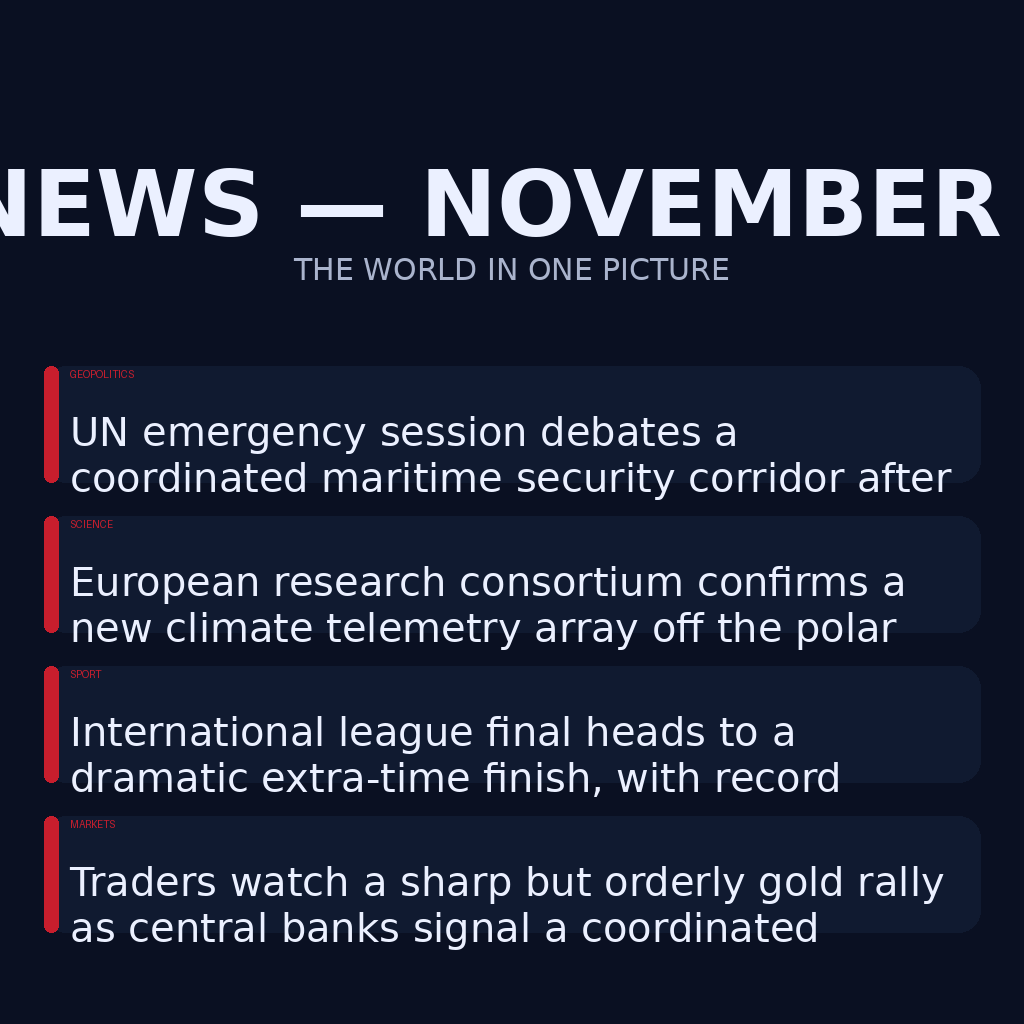 NEWS — NOVEMBER
THE WORLD IN ONE PICTURE
GEOPOLITICS
UN emergency session debates a
coordinated maritime security corridor after
SCIENCE
European research consortium confirms a
new climate telemetry array off the polar
SPORT
International league final heads to a
dramatic extra-time finish, with record
MARKETS
Traders watch a sharp but orderly gold rally
as central banks signal a coordinated